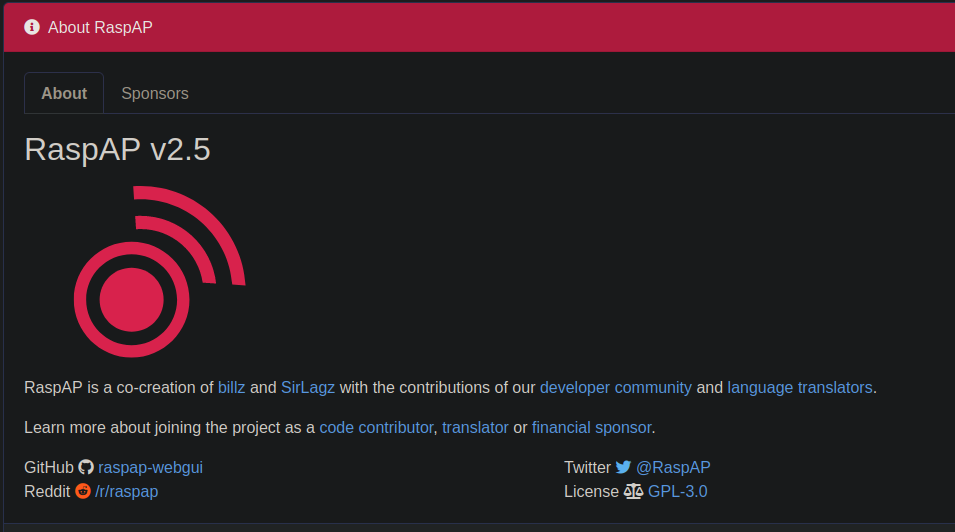 About RaspAP
About Sponsors
RaspAP v2.5
RaspAP is a co-creation of billz and SirLagz with the contributions of our developer community and language translators.
Learn more about joining the project as a code contributor, translator or financial sponsor.
GitHub raspap-webgui
Reddit /r/raspap
Twitter @RaspAP
License GPL-3.0